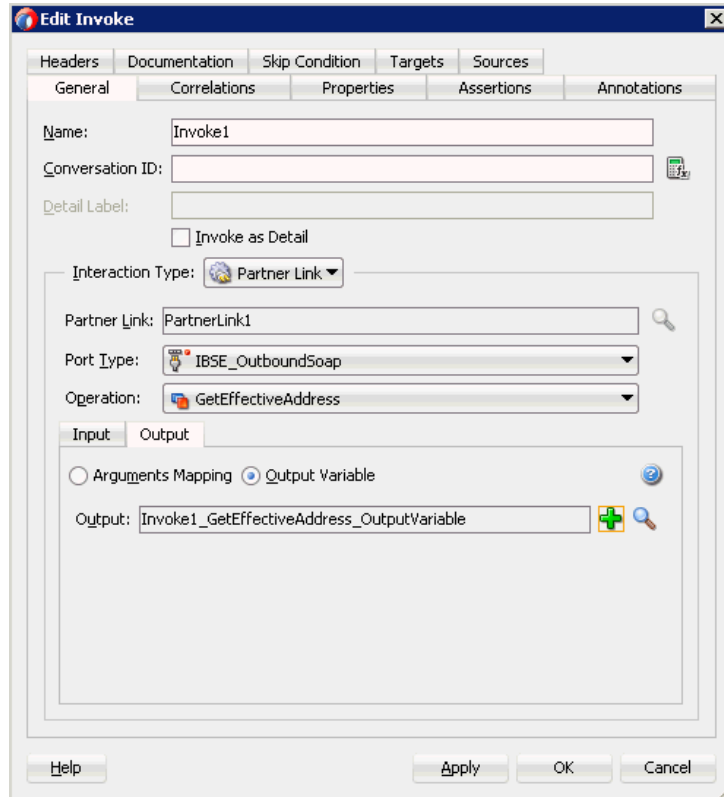 Edit Invoke
Headers Documentation Skip Condition Targets Sources
General Correlations Properties Assertions Annotations
Name: Invoke1
Conversation ID:
Detail Label:
Invoke as Detail
Interaction Type: Partner Link
Partner Link: PartnerLink1
Port Type: IBSE_OutboundSoap
Operation: GetEffectiveAddress
Input Output
Arguments Mapping Output Variable
Output: Invoke1_GetEffectiveAddress_OutputVariable
Help Apply OK Cancel